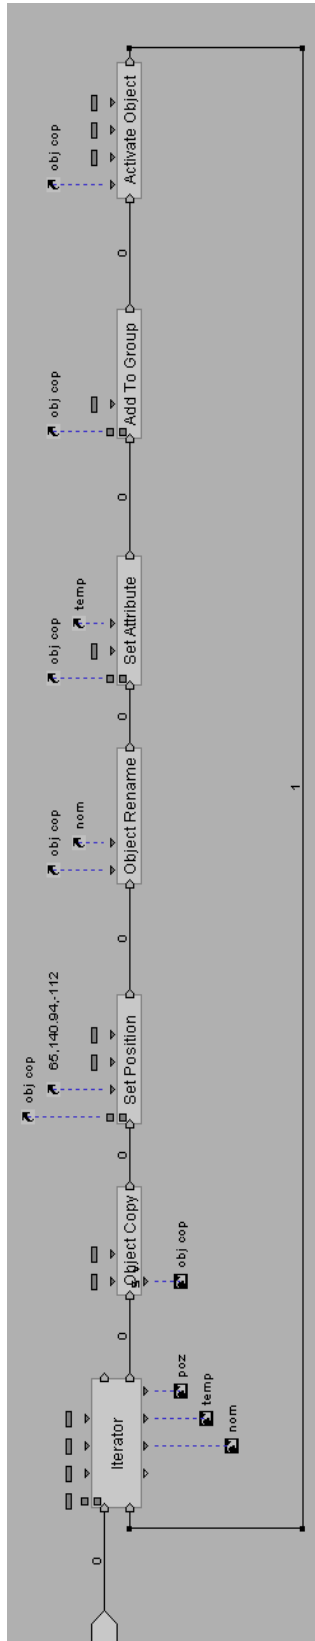 0
Iterator
poz
temp
nom
0
Object Copy
obj cop
0
obj cop
65,140.94,-112
Set Position
0
obj cop
nom
Object Rename
0
obj cop
temp
Set Attribute
0
obj cop
Add To Group
0
obj cop
Activate Object
1